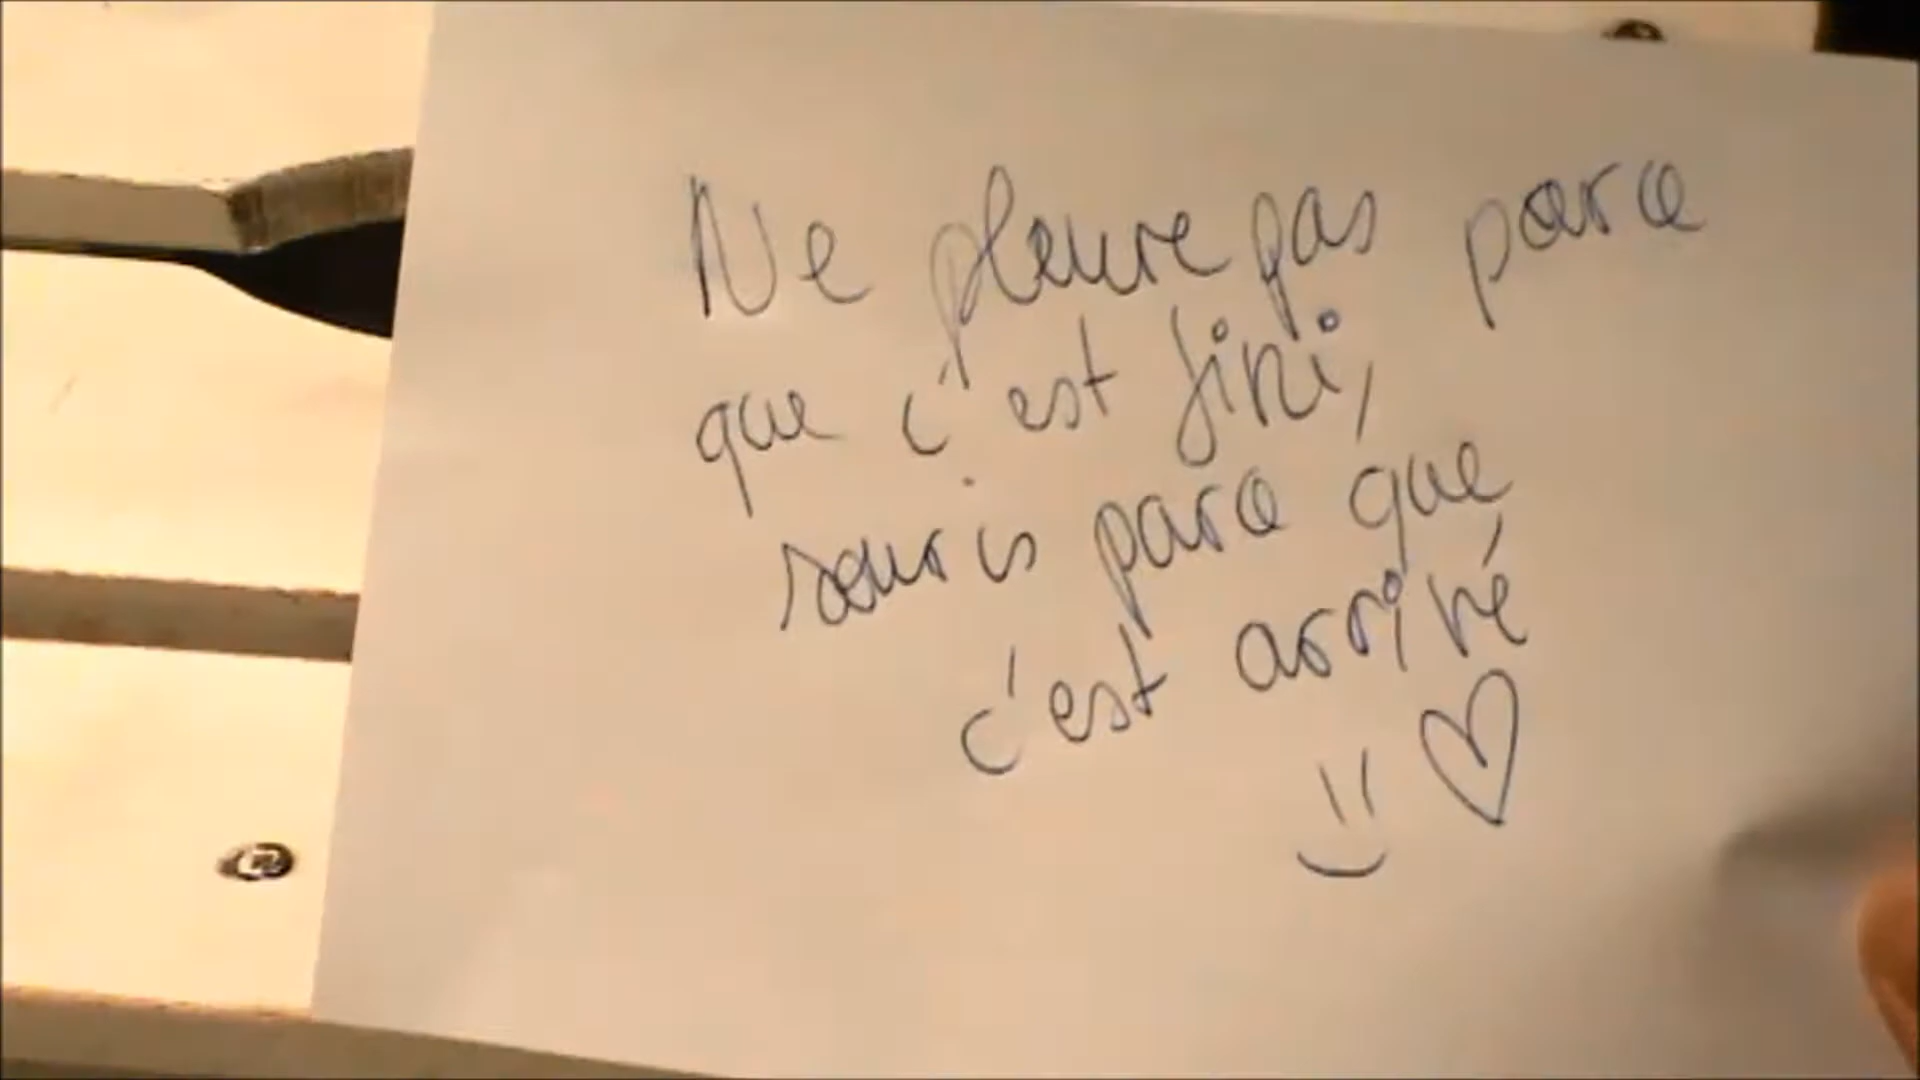 Ne pleure pas parce
que c'est fini,
souris parce que
c'est arrivé